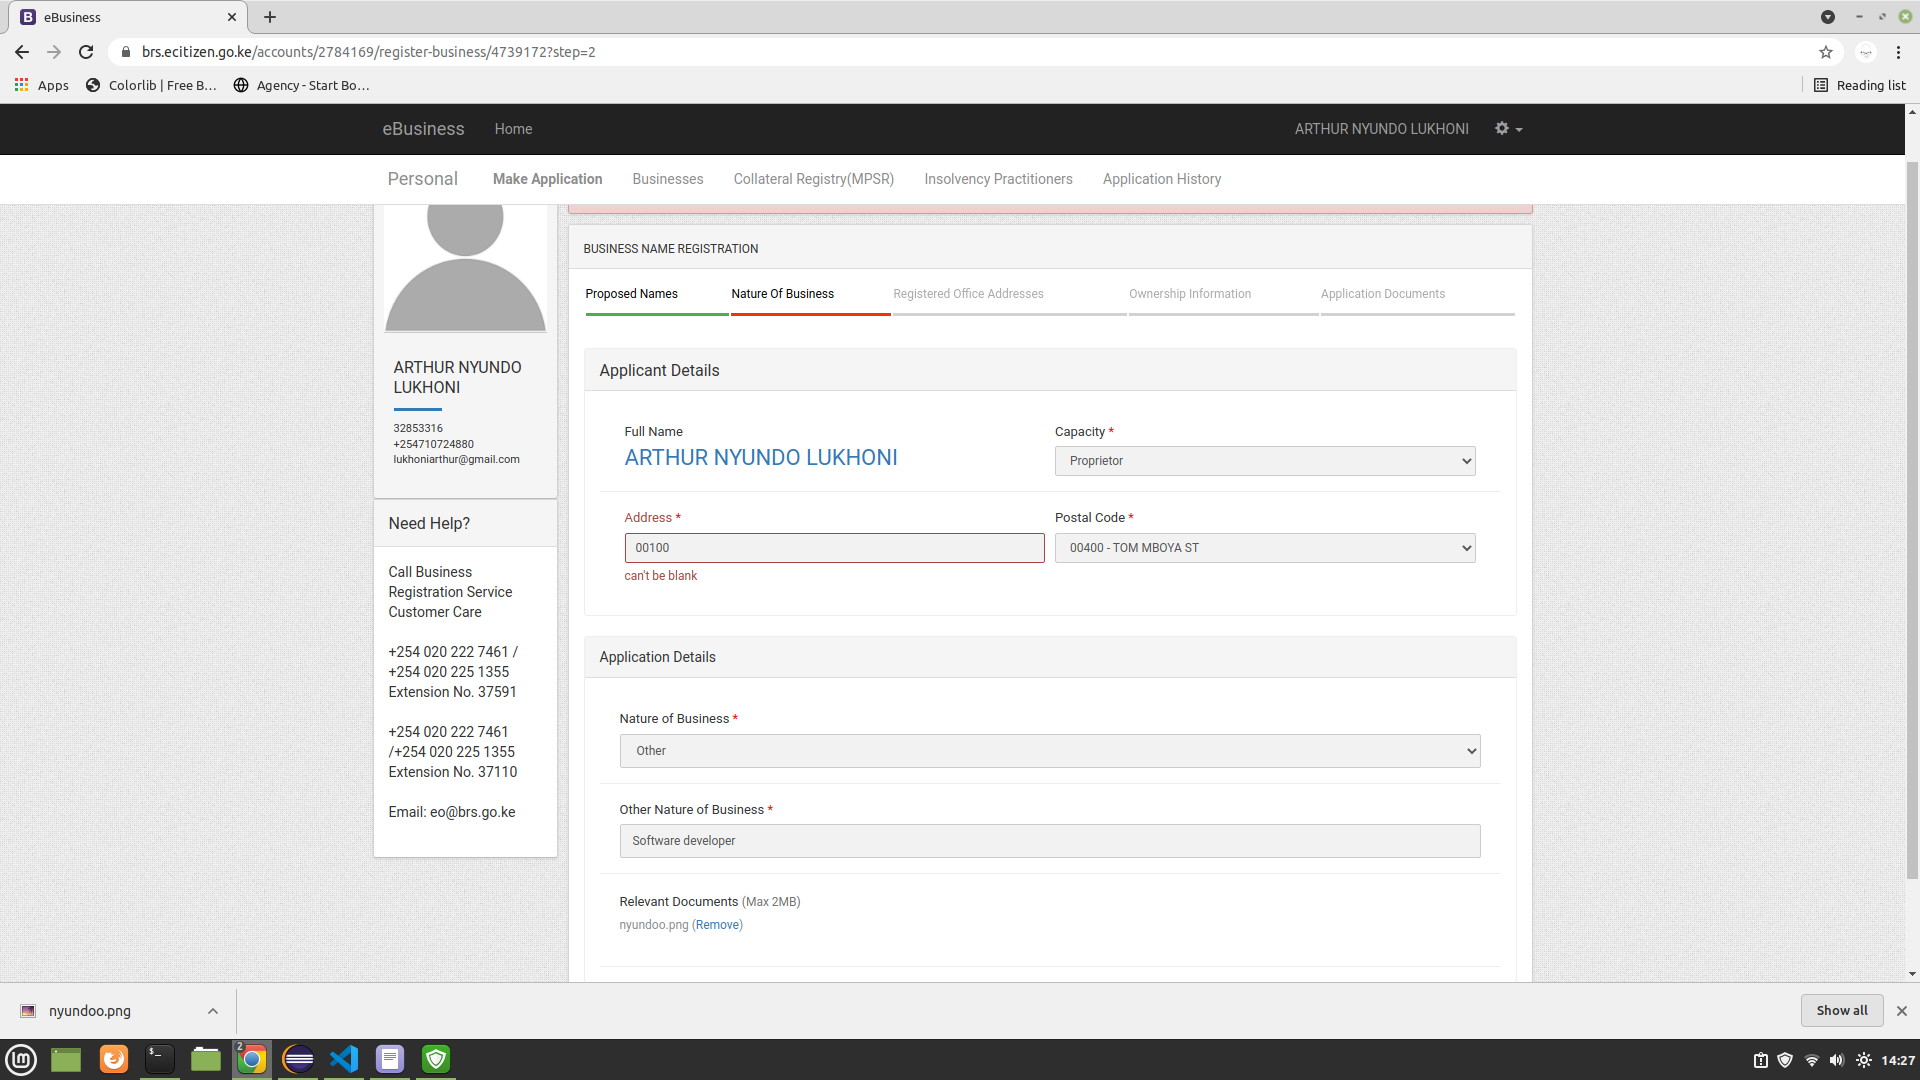 eBusiness
brs.ecitizen.go.ke/accounts/2784169/register-business/4739172?step=2
Apps
Colorlib | Free B…
Agency - Start Bo…
Reading list
eBusiness
Home
ARTHUR NYUNDO LUKHONI
Personal
Make Application
Businesses
Collateral Registry(MPSR)
Insolvency Practitioners
Application History
ARTHUR NYUNDO
LUKHONI
32853316
+254710724880
lukhoniarthur@gmail.com
Need Help?
Call Business
Registration Service
Customer Care
+254 020 222 7461 /
+254 020 225 1355
Extension No. 37591
+254 020 222 7461
/+254 020 225 1355
Extension No. 37110
Email: eo@brs.go.ke
BUSINESS NAME REGISTRATION
Proposed Names
Nature Of Business
Registered Office Addresses
Ownership Information
Application Documents
Applicant Details
Full Name
ARTHUR NYUNDO LUKHONI
Capacity *
Proprietor
Address *
00100
can't be blank
Postal Code *
00400 - TOM MBOYA ST
Application Details
Nature of Business *
Other
Other Nature of Business *
Software developer
Relevant Documents (Max 2MB)
nyundoo.png (Remove)
nyundoo.png
Show all
2
14:27